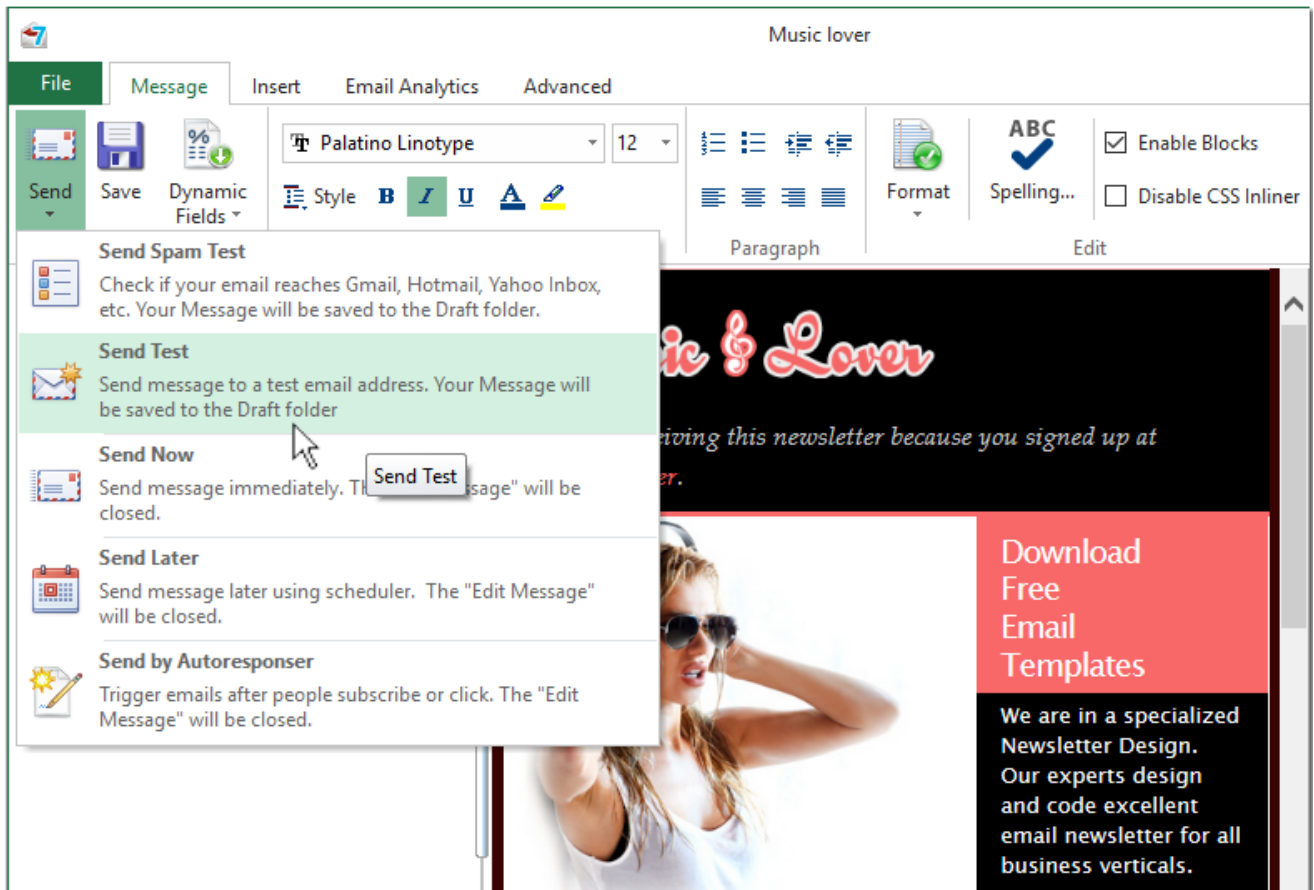 Music lover
File
Message
Insert
Email Analytics
Advanced
Palatino Linotype
12
ABC
Enable Blocks
Send
Save
Dynamic
Fields
Style
B
I
U
A
Format
Spelling...
Disable CSS Inliner
Paragraph
Edit
Send Spam Test
Check if your email reaches Gmail, Hotmail, Yahoo Inbox,
etc. Your Message will be saved to the Draft folder.
Send Test
Send message to a test email address. Your Message will
be saved to the Draft folder
Send Now
Send message immediately.
ssage" will be
closed.
Send Test
Send Later
Send message later using scheduler. The "Edit Message"
will be closed.
Send by Autoresponser
Trigger emails after people subscribe or click. The "Edit
Message" will be closed.
ic & Lover
eiving this newsletter because you signed up at
er.
Download
Free
Email
Templates
We are in a specialized
Newsletter Design.
Our experts design
and code excellent
email newsletter for all
business verticals.